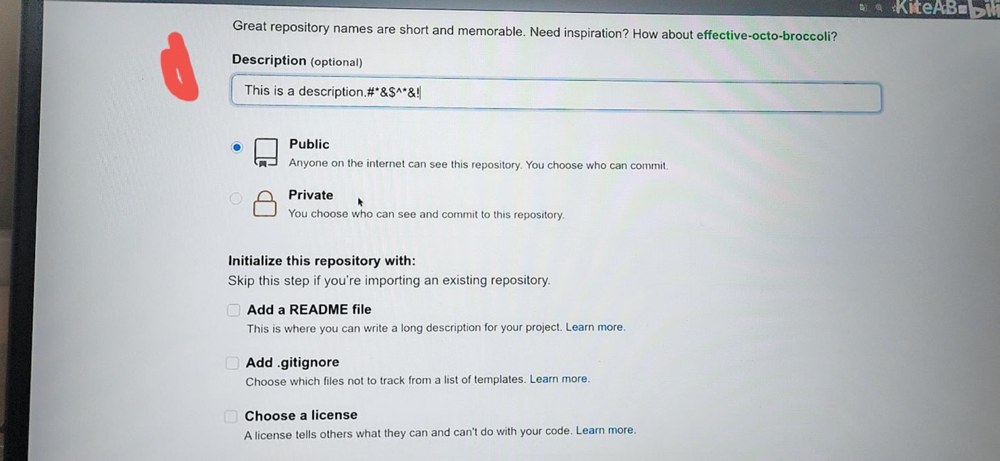 KiteAB
Great repository names are short and memorable. Need inspiration? How about effective-octo-broccoli?
Description (optional)
This is a description.#*&$^*&!
Public
Anyone on the internet can see this repository. You choose who can commit.
Private
You choose who can see and commit to this repository.
Initialize this repository with:
Skip this step if you're importing an existing repository.
Add a README file
This is where you can write a long description for your project. Learn more.
Add .gitignore
Choose which files not to track from a list of templates. Learn more.
Choose a license
A license tells others what they can and can't do with your code. Learn more.